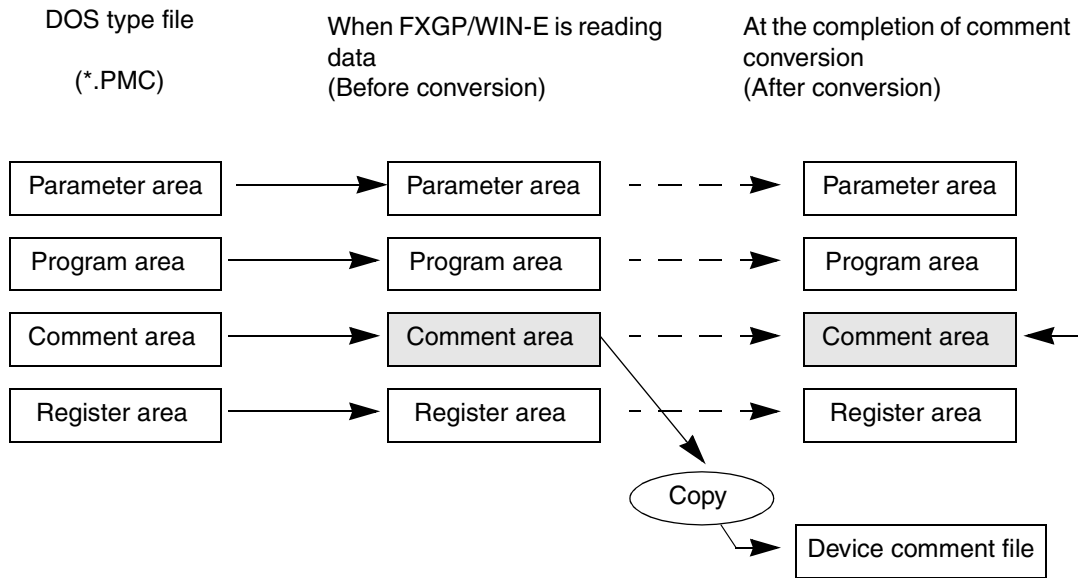 DOS type file
(*.PMC)
When FXGP/WIN-E is reading
data
(Before conversion)
At the completion of comment
conversion
(After conversion)
Parameter area
Parameter area
Parameter area
Program area
Program area
Program area
Comment area
Comment area
Comment area
Register area
Register area
Register area
Copy
Device comment file